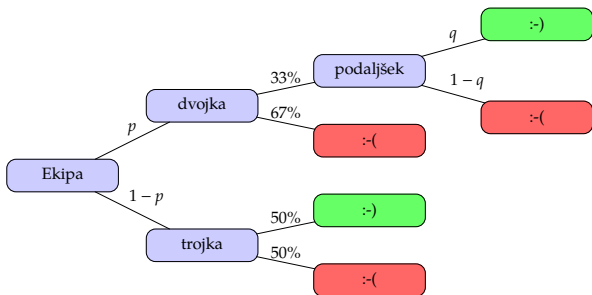 :-)
q
podaljšek
33%
1 − q
dvojka
:-(
67%
p
:-(
Ekipa
1 − p
:-)
50%
trojka
50%
:-(